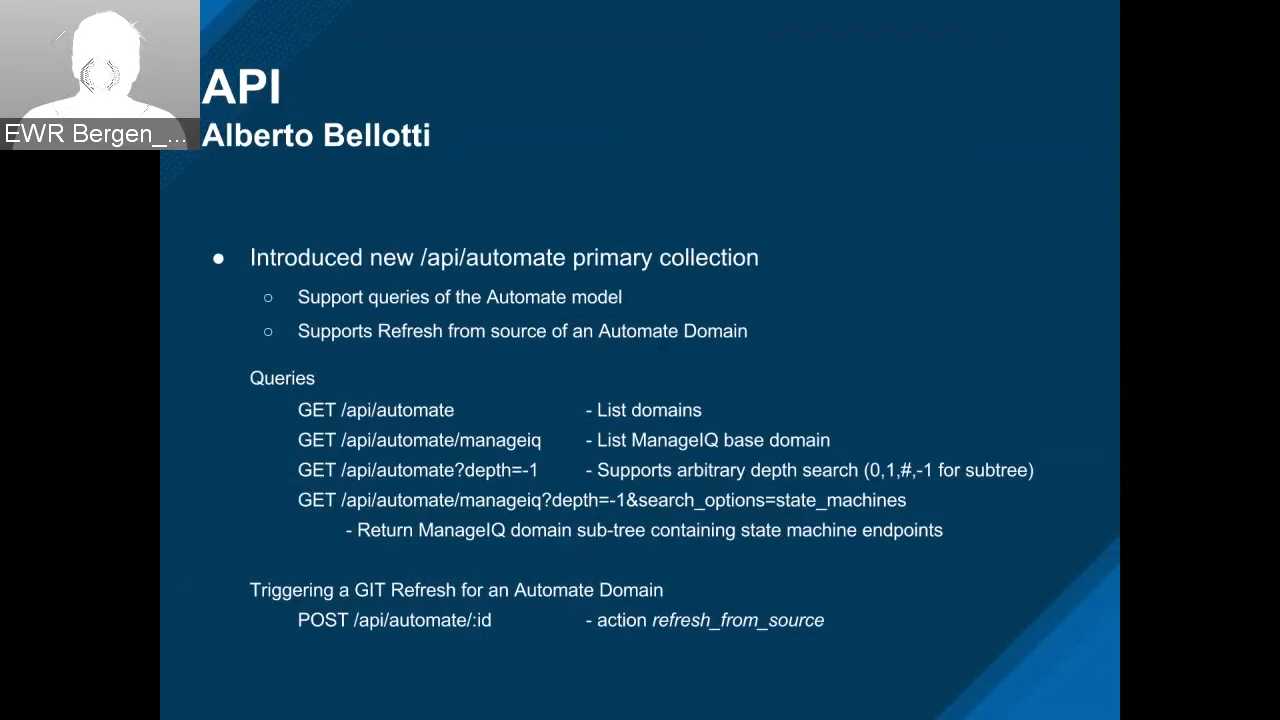 API
EWR Bergen_...
Alberto Bellotti
● Introduced new /api/automate primary collection
○ Support queries of the Automate model
○ Supports Refresh from source of an Automate Domain
Queries
GET /api/automate - List domains
GET /api/automate/manageiq - List ManageIQ base domain
GET /api/automate?depth=-1 - Supports arbitrary depth search (0,1,#,-1 for subtree)
GET /api/automate/manageiq?depth=-1&search_options=state_machines
- Return ManageIQ domain sub-tree containing state machine endpoints
Triggering a GIT Refresh for an Automate Domain
POST /api/automate/:id - action refresh_from_source